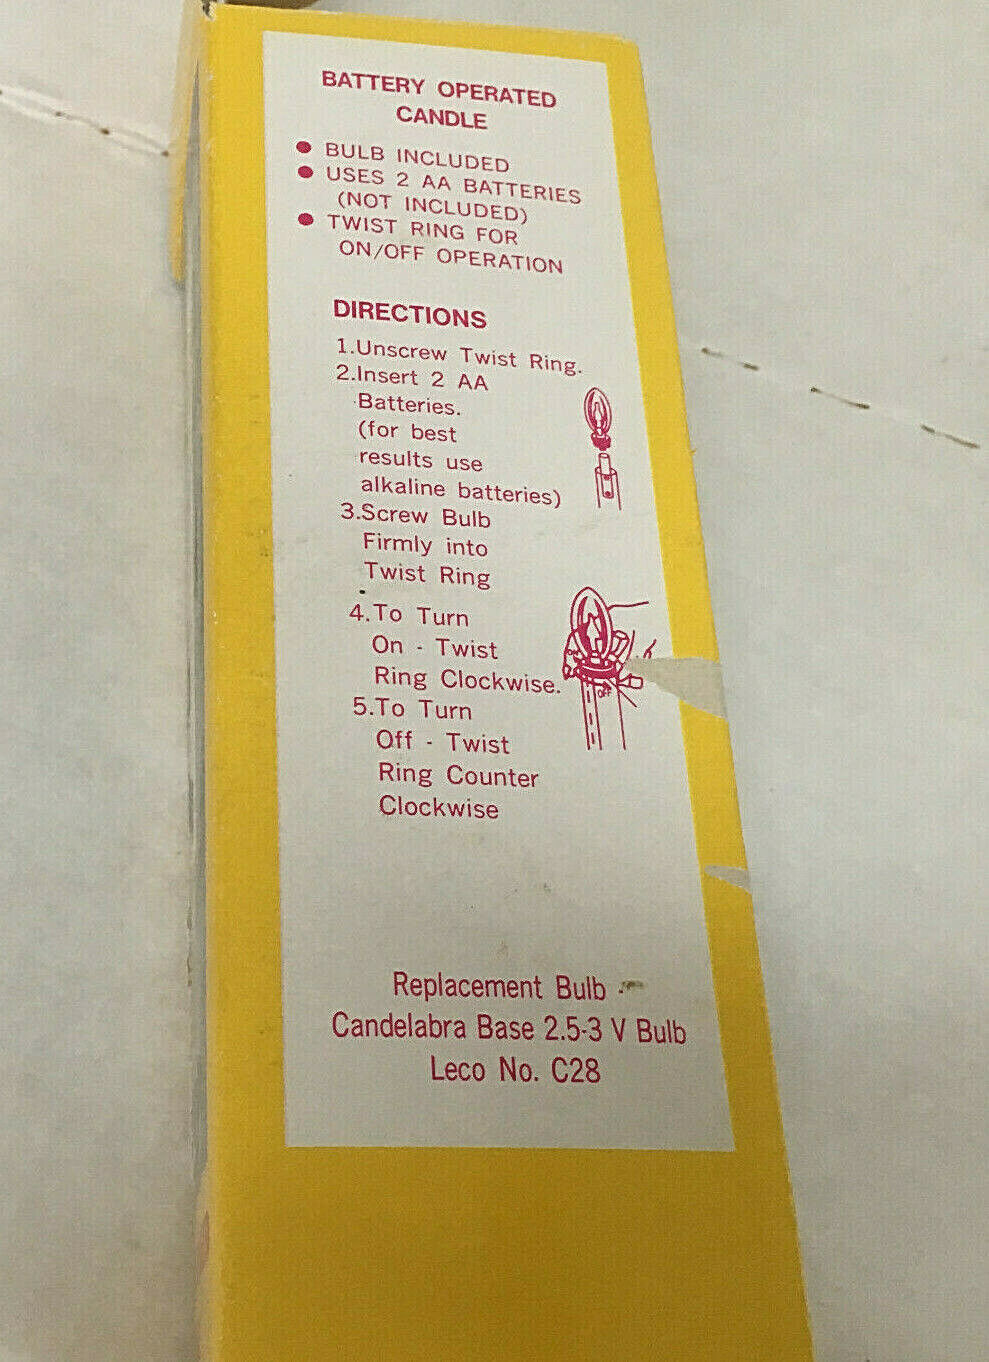 BATTERY OPERATED
CANDLE
● BULB INCLUDED
● USES 2 AA BATTERIES
(NOT INCLUDED)
● TWIST RING FOR
ON/OFF OPERATION
DIRECTIONS
1.Unscrew Twist Ring.
2.Insert 2 AA
Batteries.
(for best
results use
alkaline batteries)
3.Screw Bulb
Firmly into
Twist Ring
4.To Turn
On - Twist
Ring Clockwise.
5.To Turn
Off - Twist
Ring Counter
Clockwise
OFF
Replacement Bulb
Candelabra Base 2.5-3 V Bulb
Leco No. C28